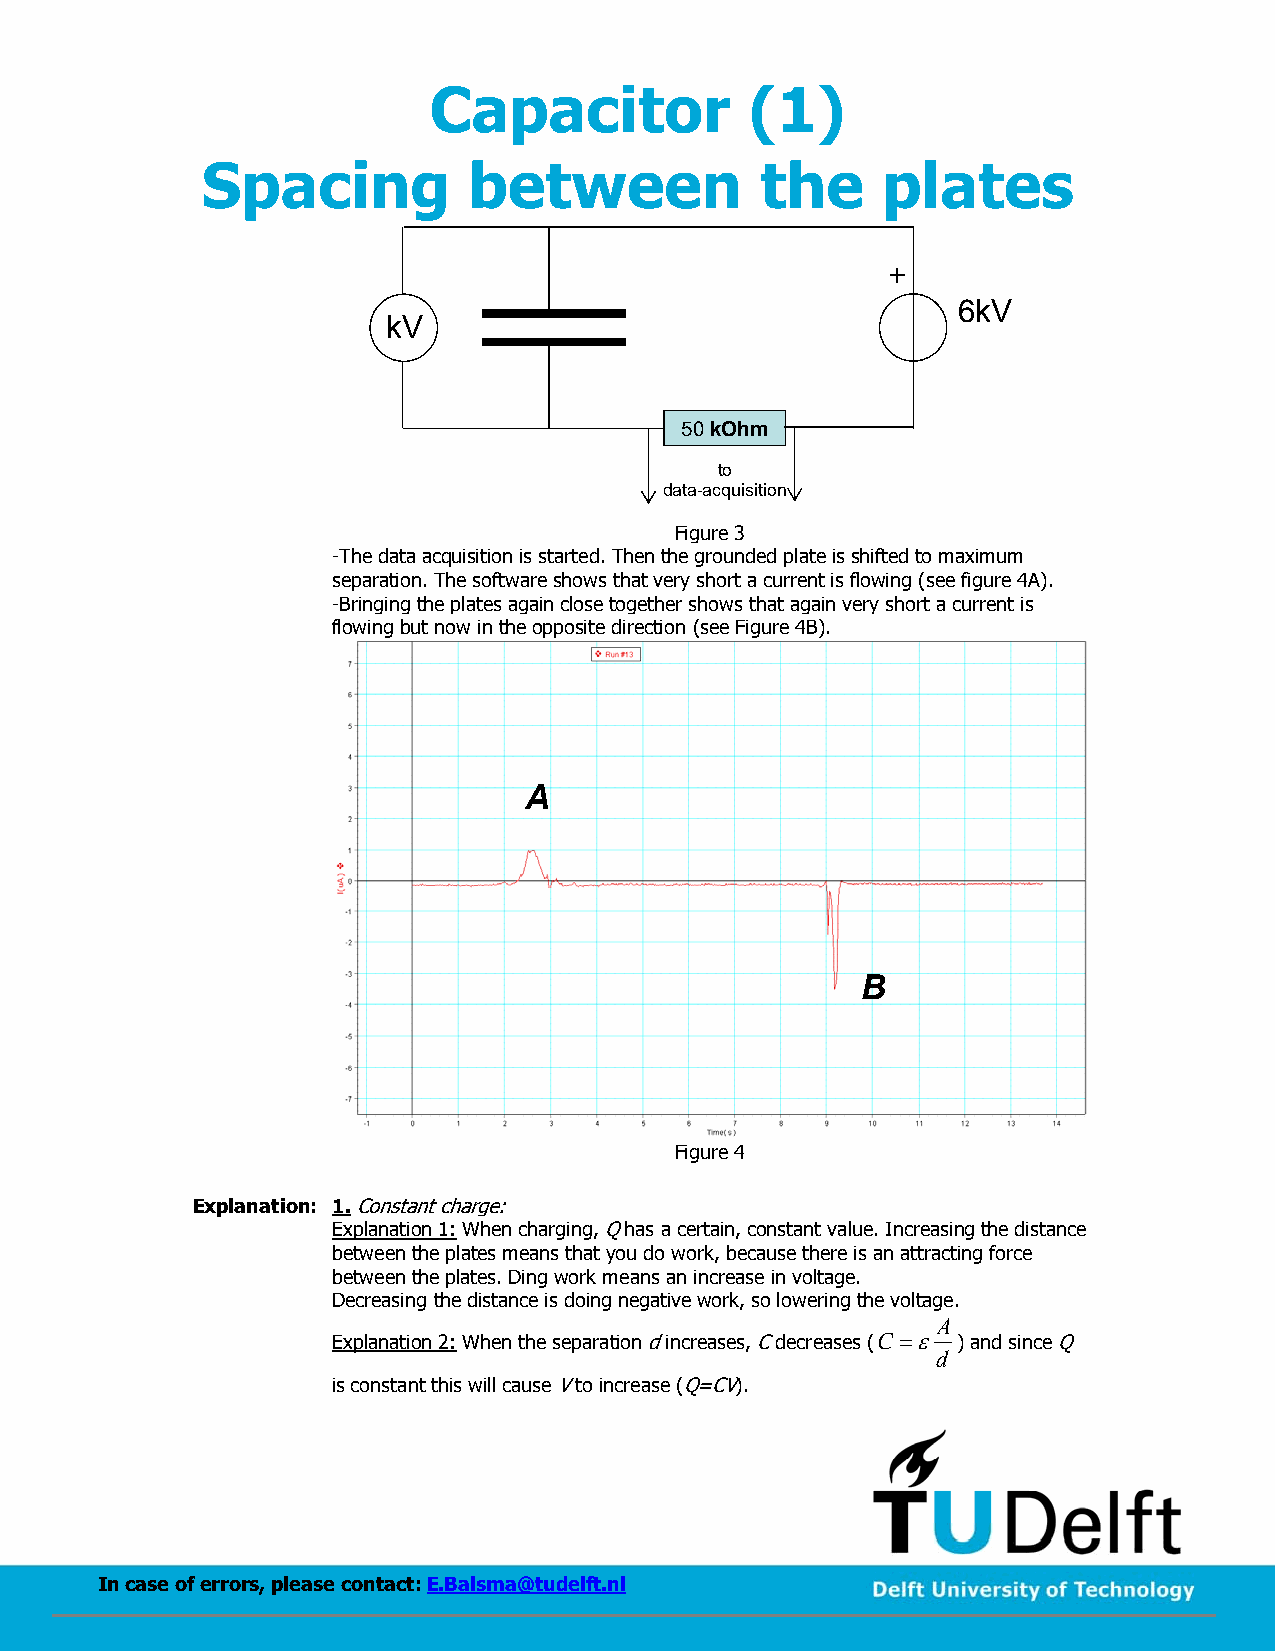 Capacitor (1)
Spacing between the plates
+
6kV
kV
50 kOhm
to
data-acquisition
Figure 3
-The data acquisition is started. Then the grounded plate is shifted to maximum
separation. The software shows that very short a current is flowing (see figure 4A).
-Bringing the plates again close together shows that again very short a current is
flowing but now in the opposite direction (see Figure 4B).
Run #13
7
6
5
4
3
2
1
0
-1
-2
-3
-4
-5
-6
-7
I(uA)
A
B
-1 0 1 2 3 4 5 6 7 8 9 10 11 12 13 14
Time( s )
Figure 4
Explanation: 1. Constant charge:
Explanation 1: When charging, Q has a certain, constant value. Increasing the distance
between the plates means that you do work, because there is an attracting force
between the plates. Ding work means an increase in voltage.
Decreasing the distance is doing negative work, so lowering the voltage.
Explanation 2: When the separation d increases, C decreases ( C = ε A/d ) and since Q
is constant this will cause V to increase (Q=CV).
TU Delft
In case of errors, please contact: E.Balsma@tudelft.nl
Delft University of Technology